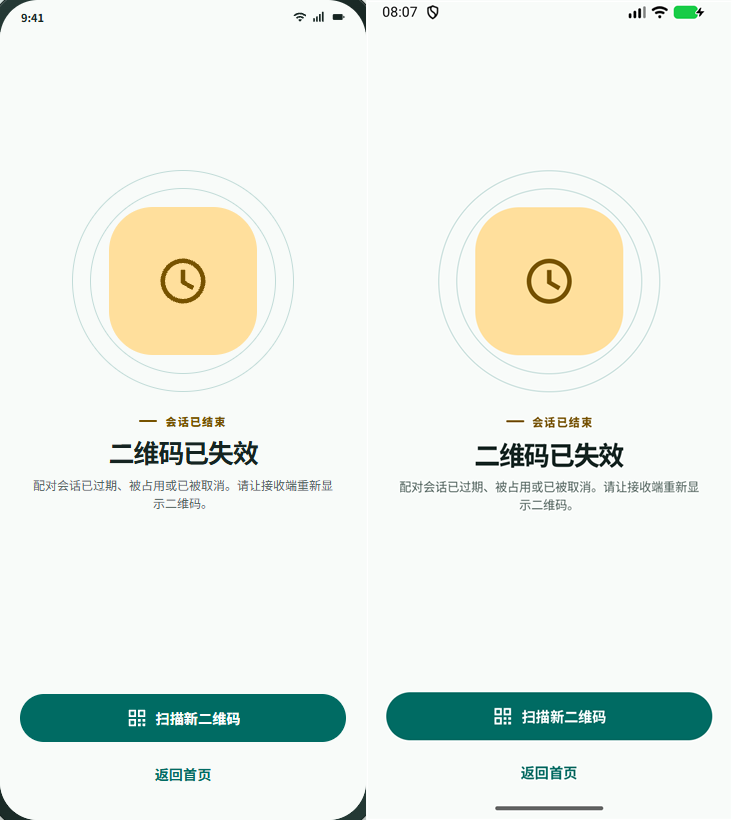 9:41
会话已结束
二维码已失效
配对会话已过期、被占用或已被取消。请让接收端重新显
示二维码。
扫描新二维码
返回首页
08:07
会话已结束
二维码已失效
配对会话已过期、被占用或已被取消。请让接收端重新显
示二维码。
扫描新二维码
返回首页